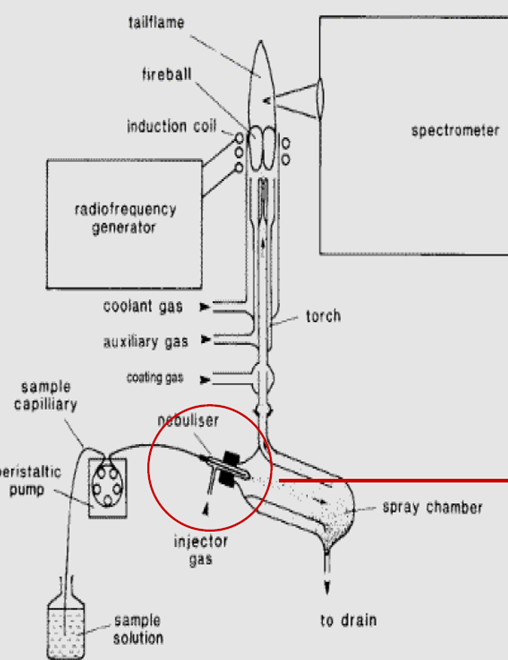 tailflame
fireball
induction coil
spectrometer
radiofrequency
generator
coolant gas
torch
auxiliary gas
coating gas
sample
capilliary
nebuliser
peristaltic
pump
spray chamber
injector
gas
to drain
sample
solution